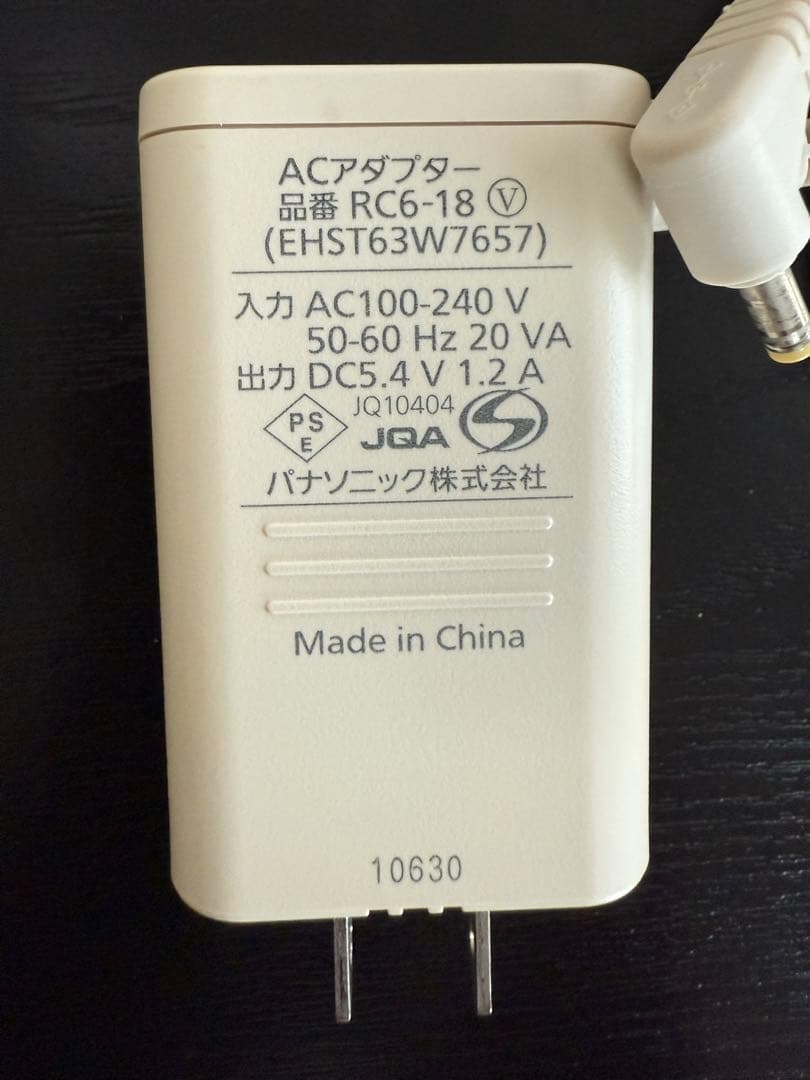 ACアダプター
品番 RC6-18 Ⓥ
(EHST63W7657)
入力 AC100-240 V
50-60 Hz 20 VA
出力 DC5.4 V 1.2 A
PS
E
JQ10404
JQA
パナソニック株式会社
Made in China
10630